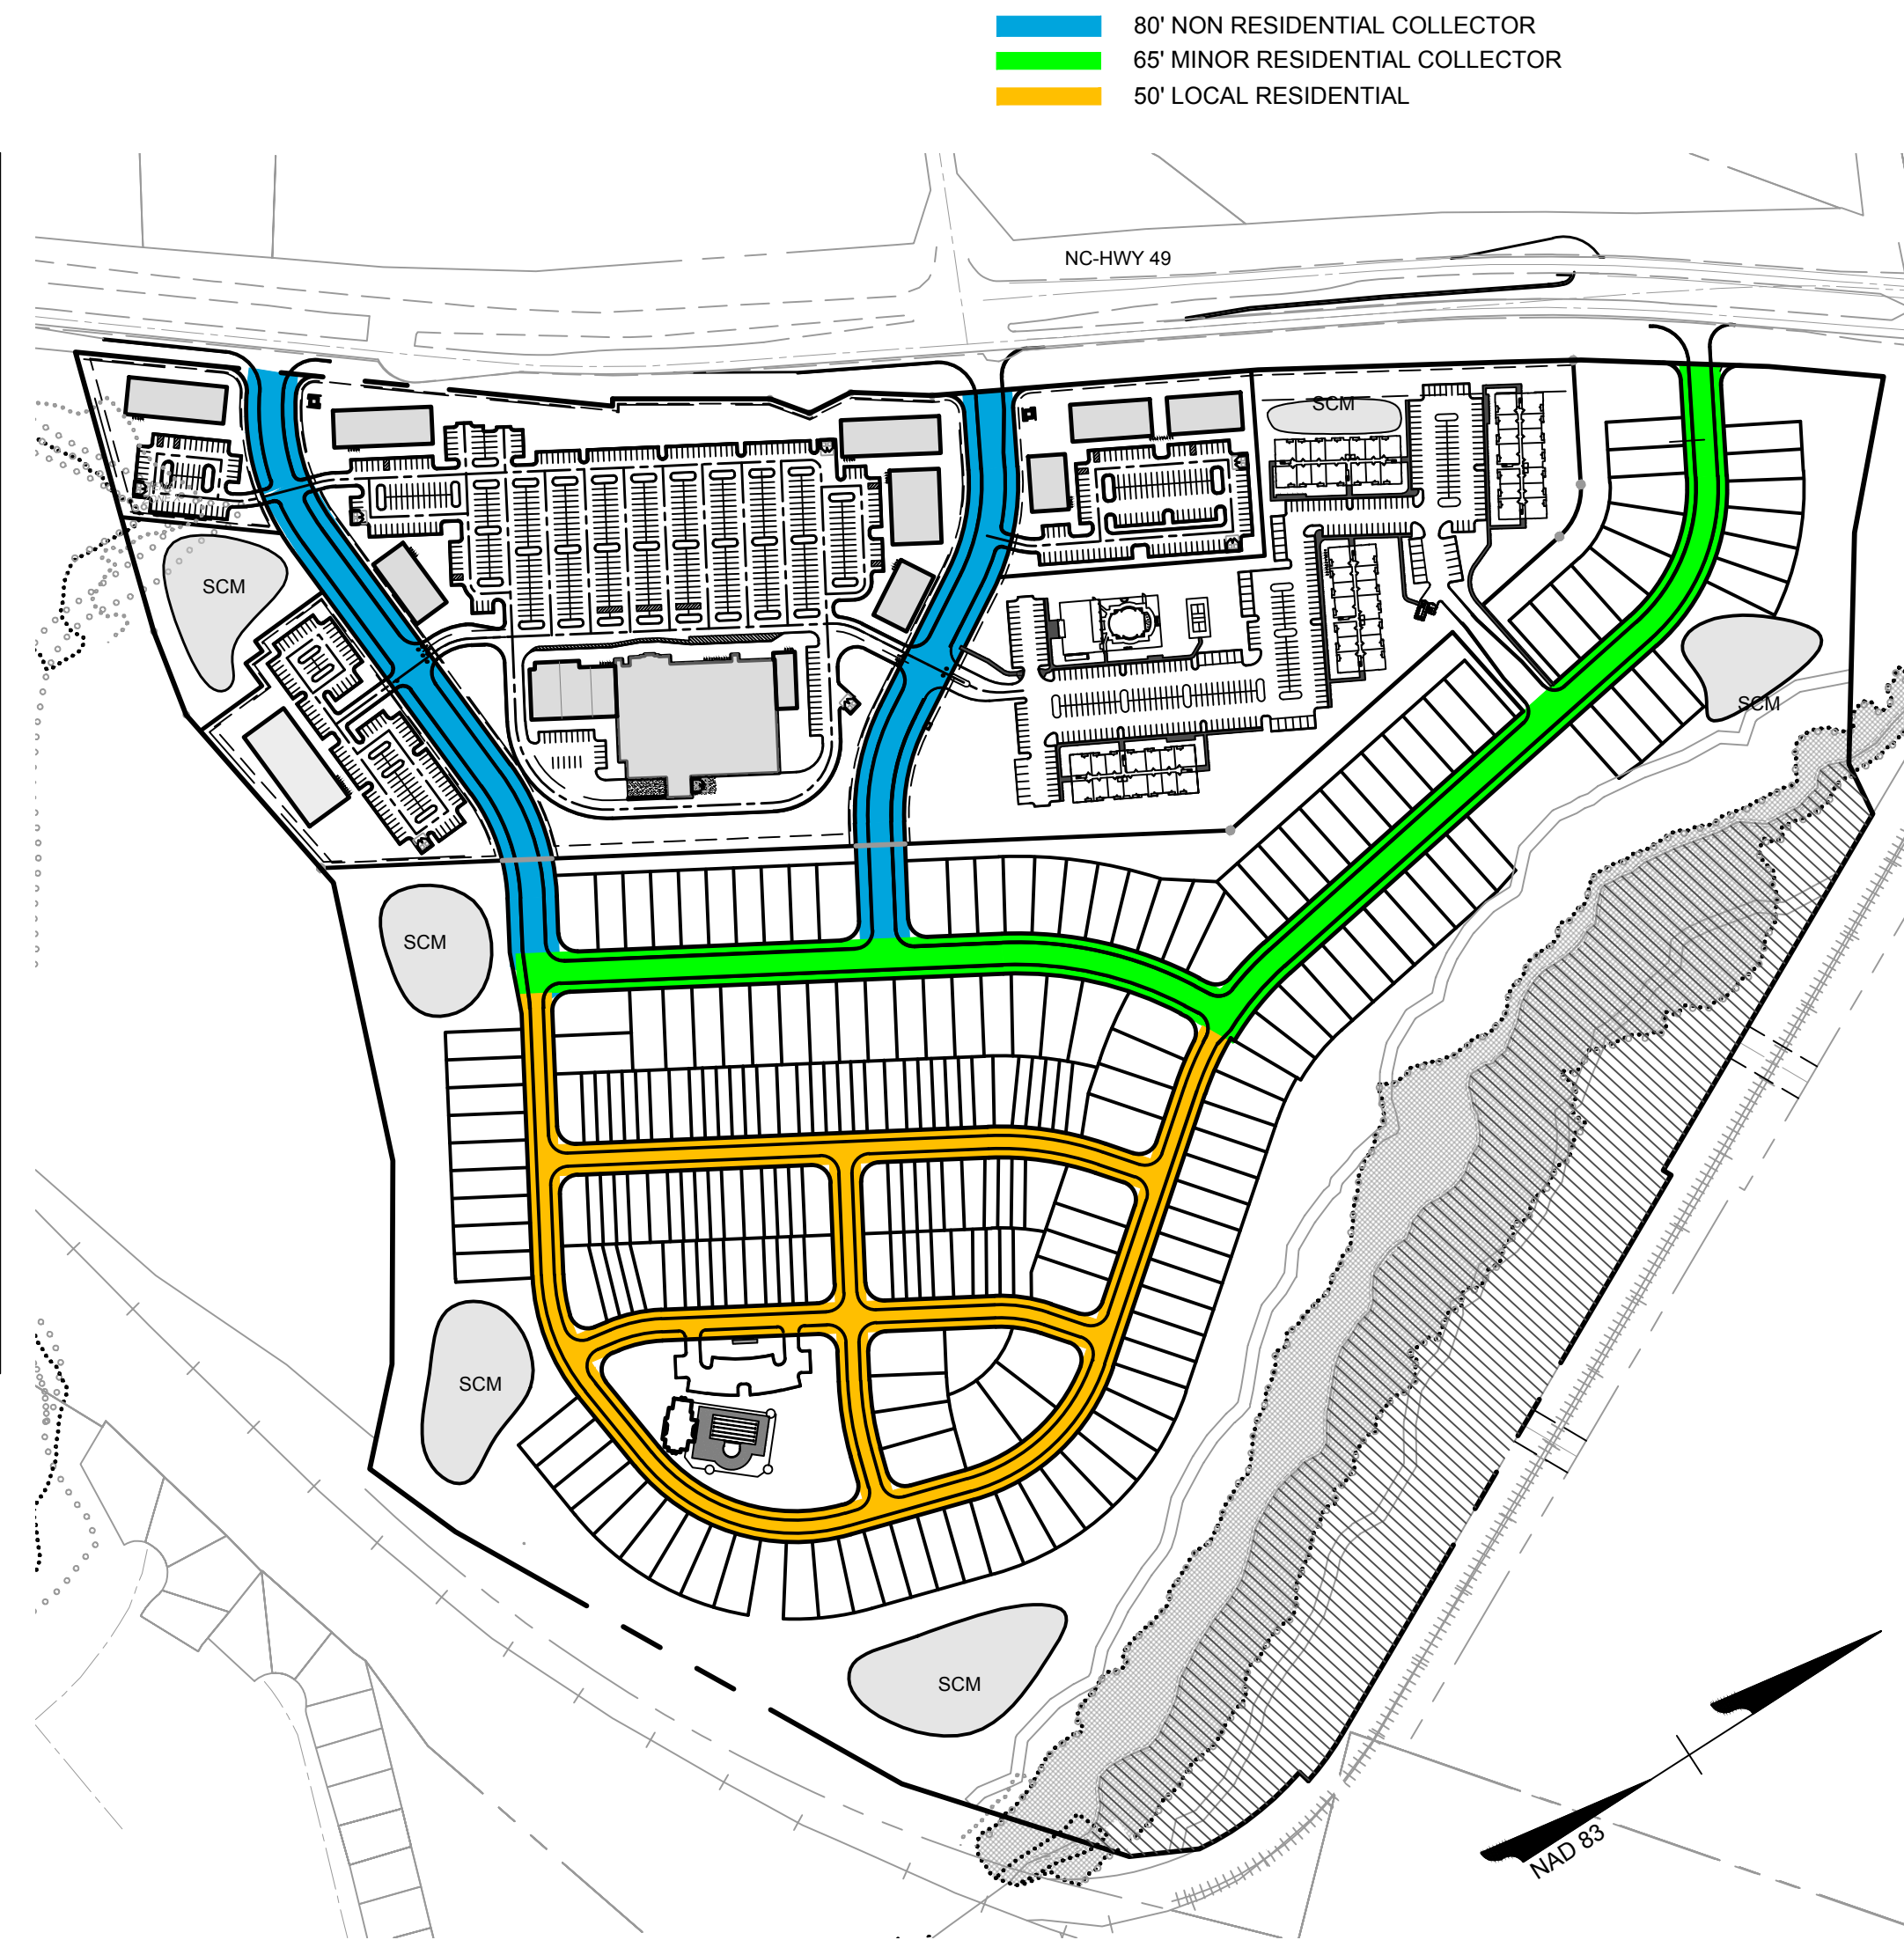 80' NON RESIDENTIAL COLLECTOR
65' MINOR RESIDENTIAL COLLECTOR
50' LOCAL RESIDENTIAL
NC-HWY 49
SCM
SCM
SCM
SCM
SCM
SCM
NAD 83